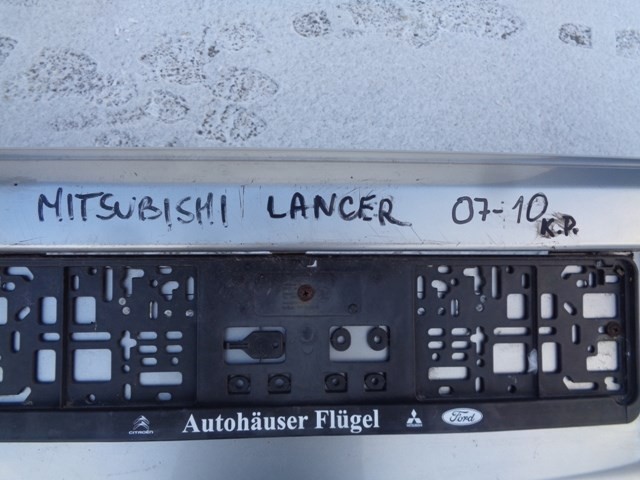 MITSUBISHI LANCER 07-10
K.P.
CITROËN Autohäuser Flügel Ford